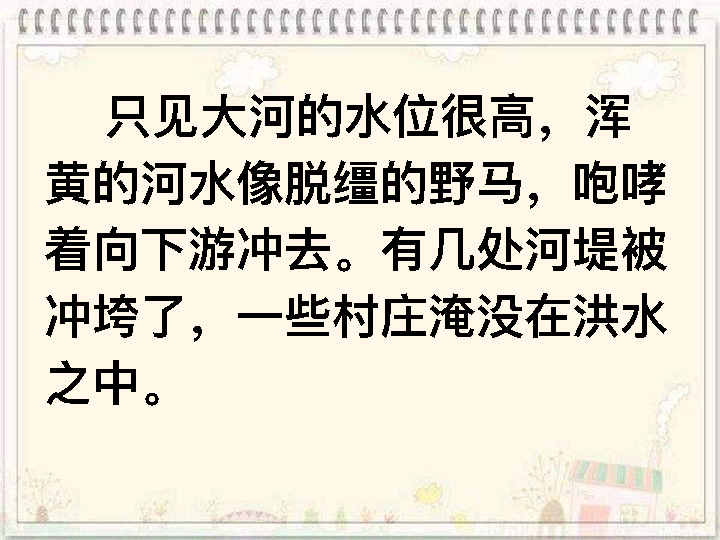 只见大河的水位很高，浑
黄的河水像脱缰的野马，咆哮
着向下游冲去。有几处河堤被
冲垮了，一些村庄淹没在洪水
之中。